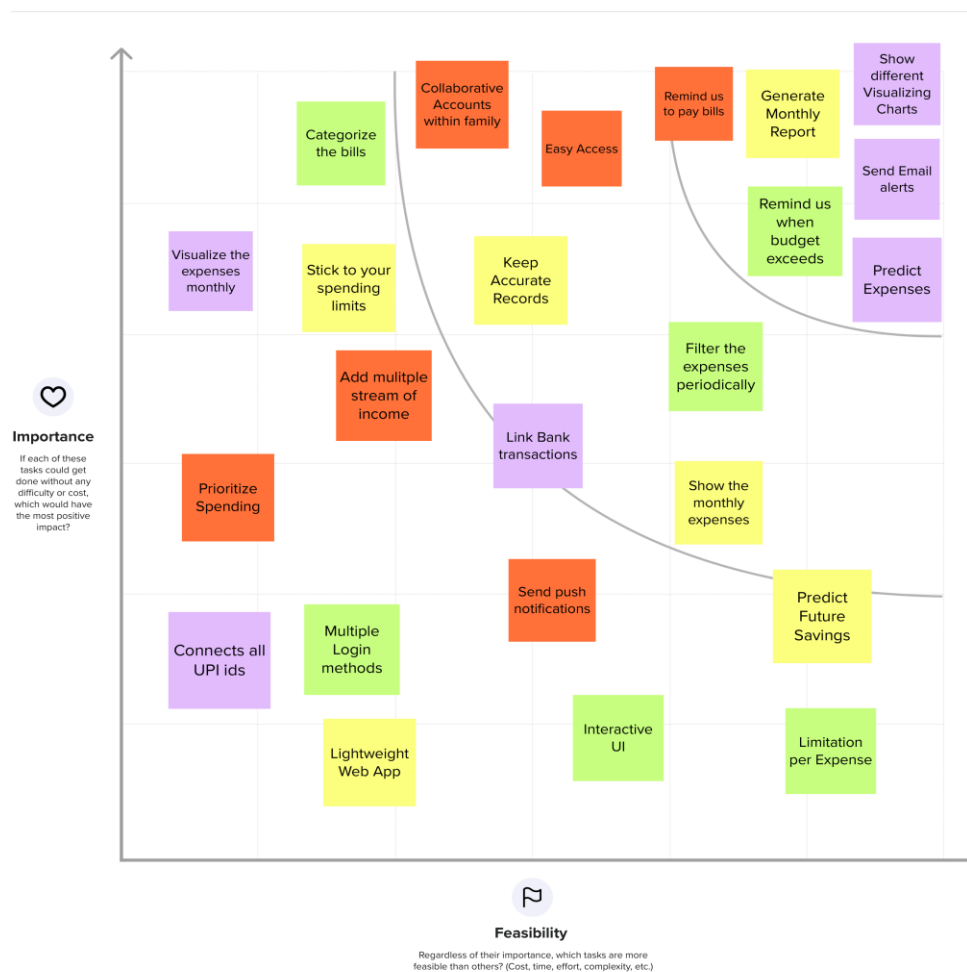 Show
different
Visualizing
Charts
Collaborative
Accounts
within family
Remind us
to pay bills
Generate
Monthly
Report
Categorize
the bills
Easy Access
Send Email
alerts
Remind us
when
budget
exceeds
Visualize the
expenses
monthly
Stick to your
spending
limits
Keep
Accurate
Records
Predict
Expenses
Filter the
expenses
periodically
Add mulitple
stream of
income
Link Bank
transactions
Importance
If each of these
tasks could get
done without any
difficulty or cost,
which would have
the most positive
impact?
Prioritize
Spending
Show the
monthly
expenses
Send push
notifications
Predict
Future
Savings
Connects all
UPI ids
Multiple
Login
methods
Interactive
UI
Limitation
per Expense
Lightweight
Web App
Feasibility
Regardless of their importance, which tasks are more
feasible than others? (Cost, time, effort, complexity, etc.)